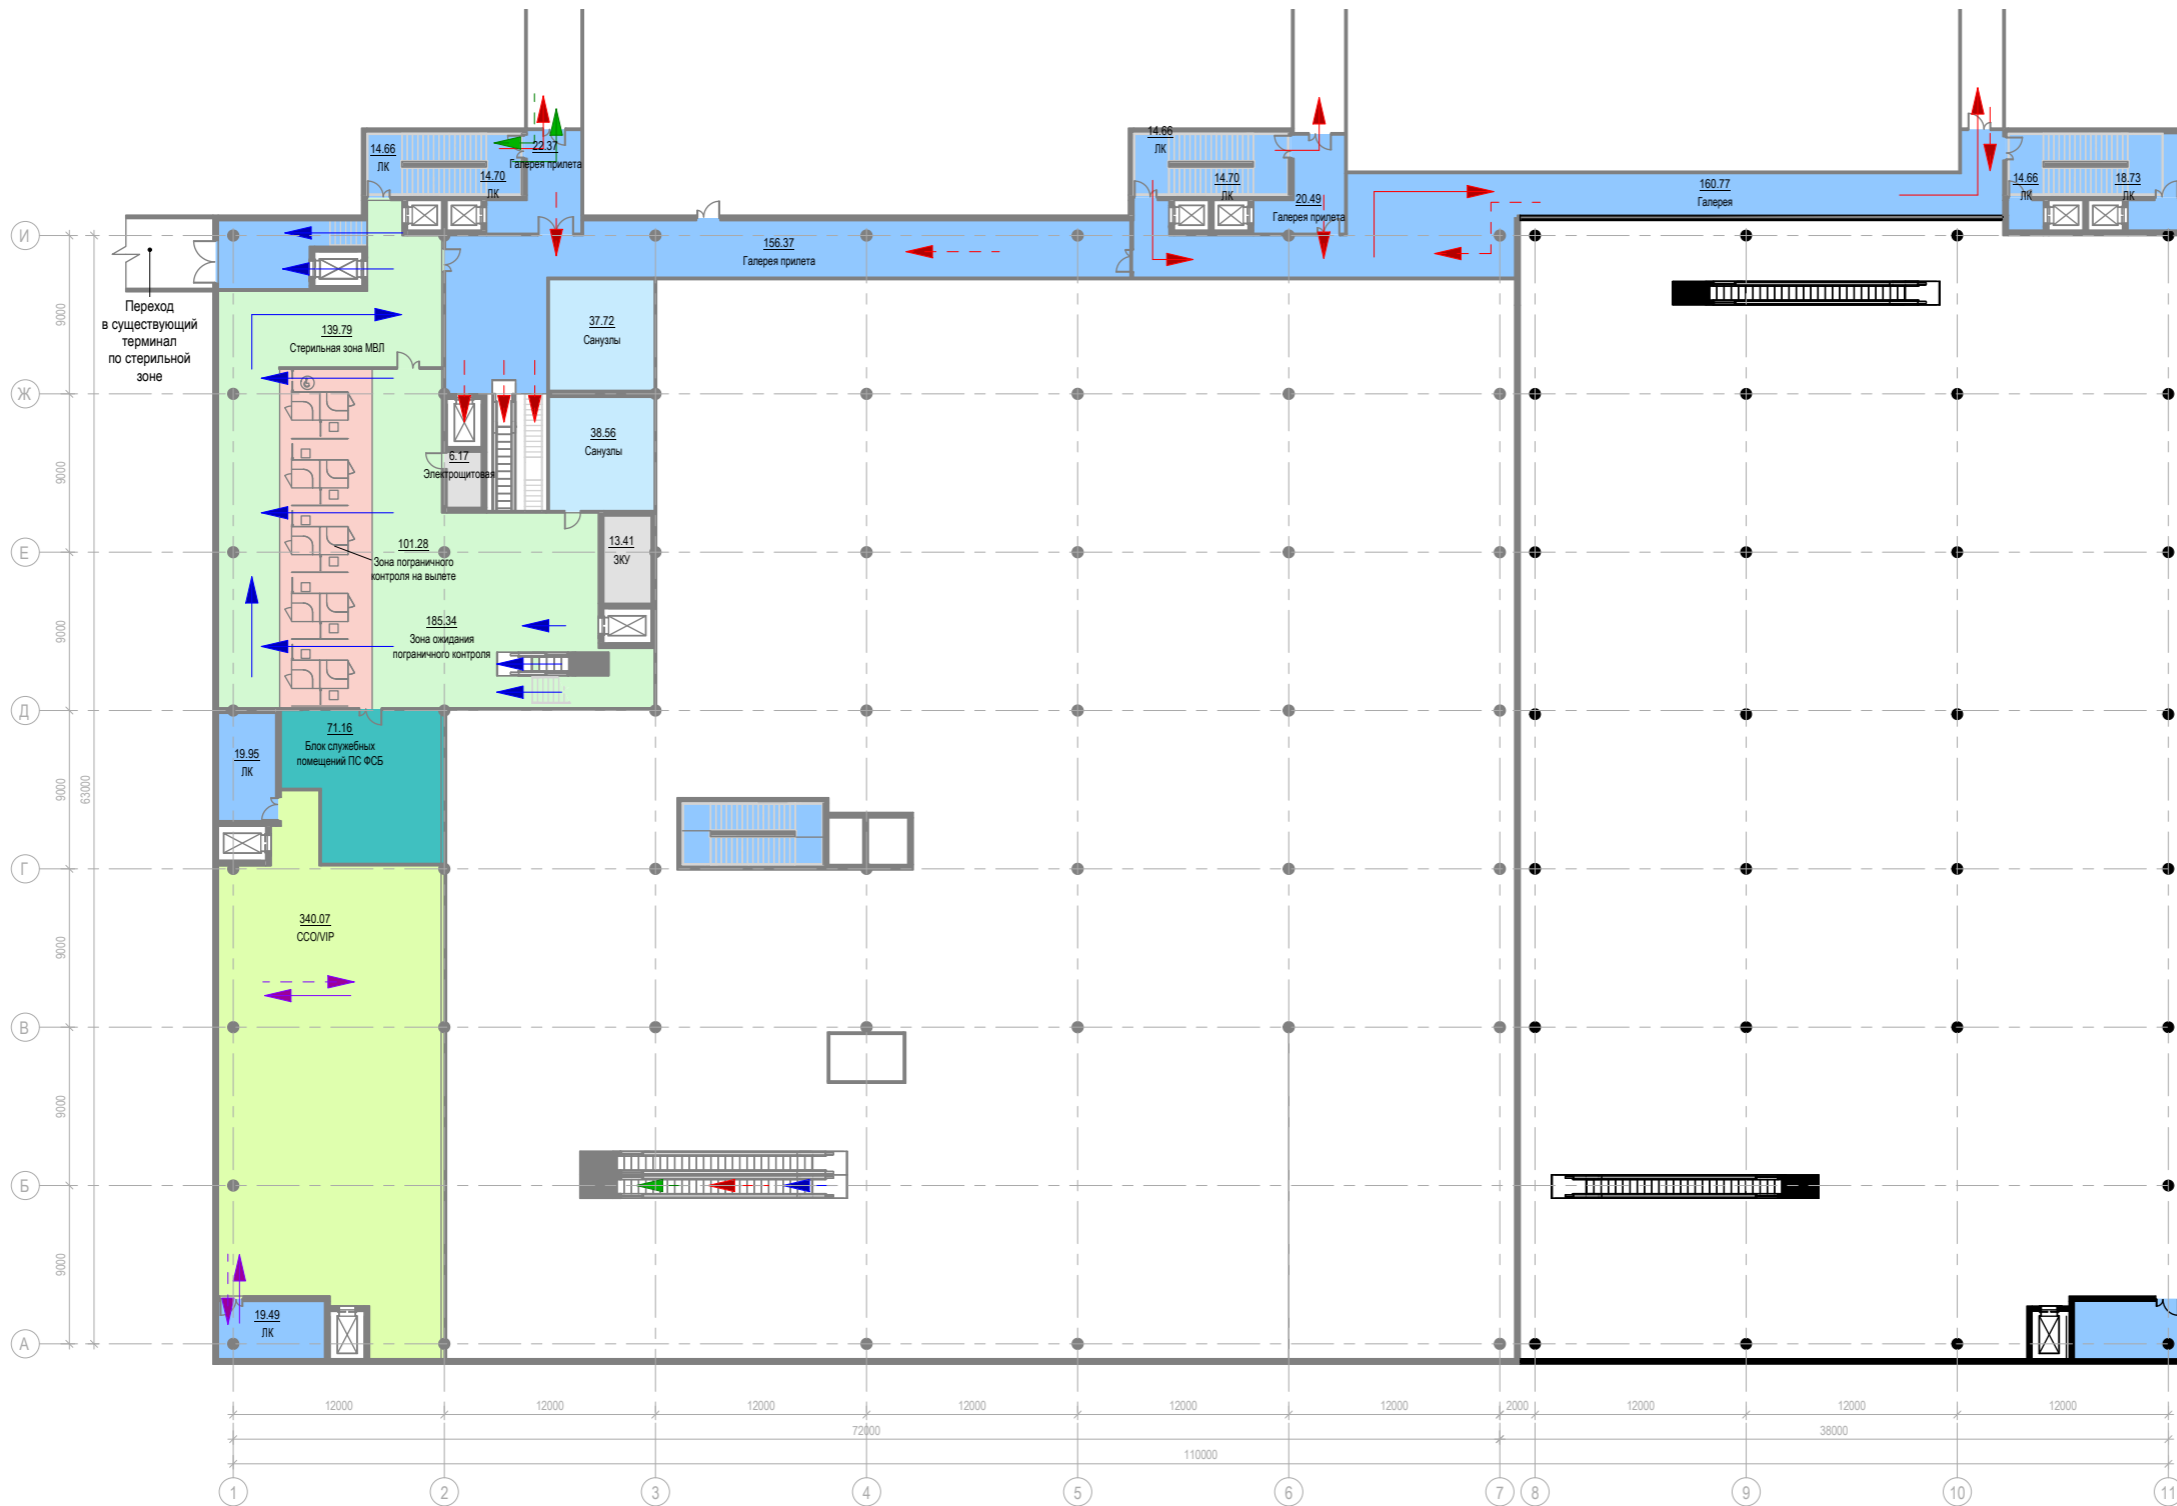 14.66
ЛК
22.37
Галерея прилета
14.70
ЛК
14.66
ЛК
14.70
ЛК
20.49
Галерея прилета
160.77
Галерея
14.66
ЛК
18.73
ЛК
И
156.37
Галерея прилета
Переход
в существующий
терминал
по стерильной
зоне
9000
139.79
Стерильная зона МВЛ
37.72
Санузлы
Ж
9000
38.56
Санузлы
6.17
Электрощитовая
Е
101.28
Зона пограничного
контроля на вылете
13.41
ЗКУ
9000
185.34
Зона ожидания
пограничного контроля
Д
71.16
Блок служебных
помещений ПС ФСБ
19.95
ЛК
9000
63000
Г
340.07
ССО/VIP
9000
В
9000
Б
9000
19.49
ЛК
А
12000
12000
12000
12000
12000
12000
2000
12000
12000
12000
72000
38000
110000
1
2
3
4
5
6
7
8
9
10
11